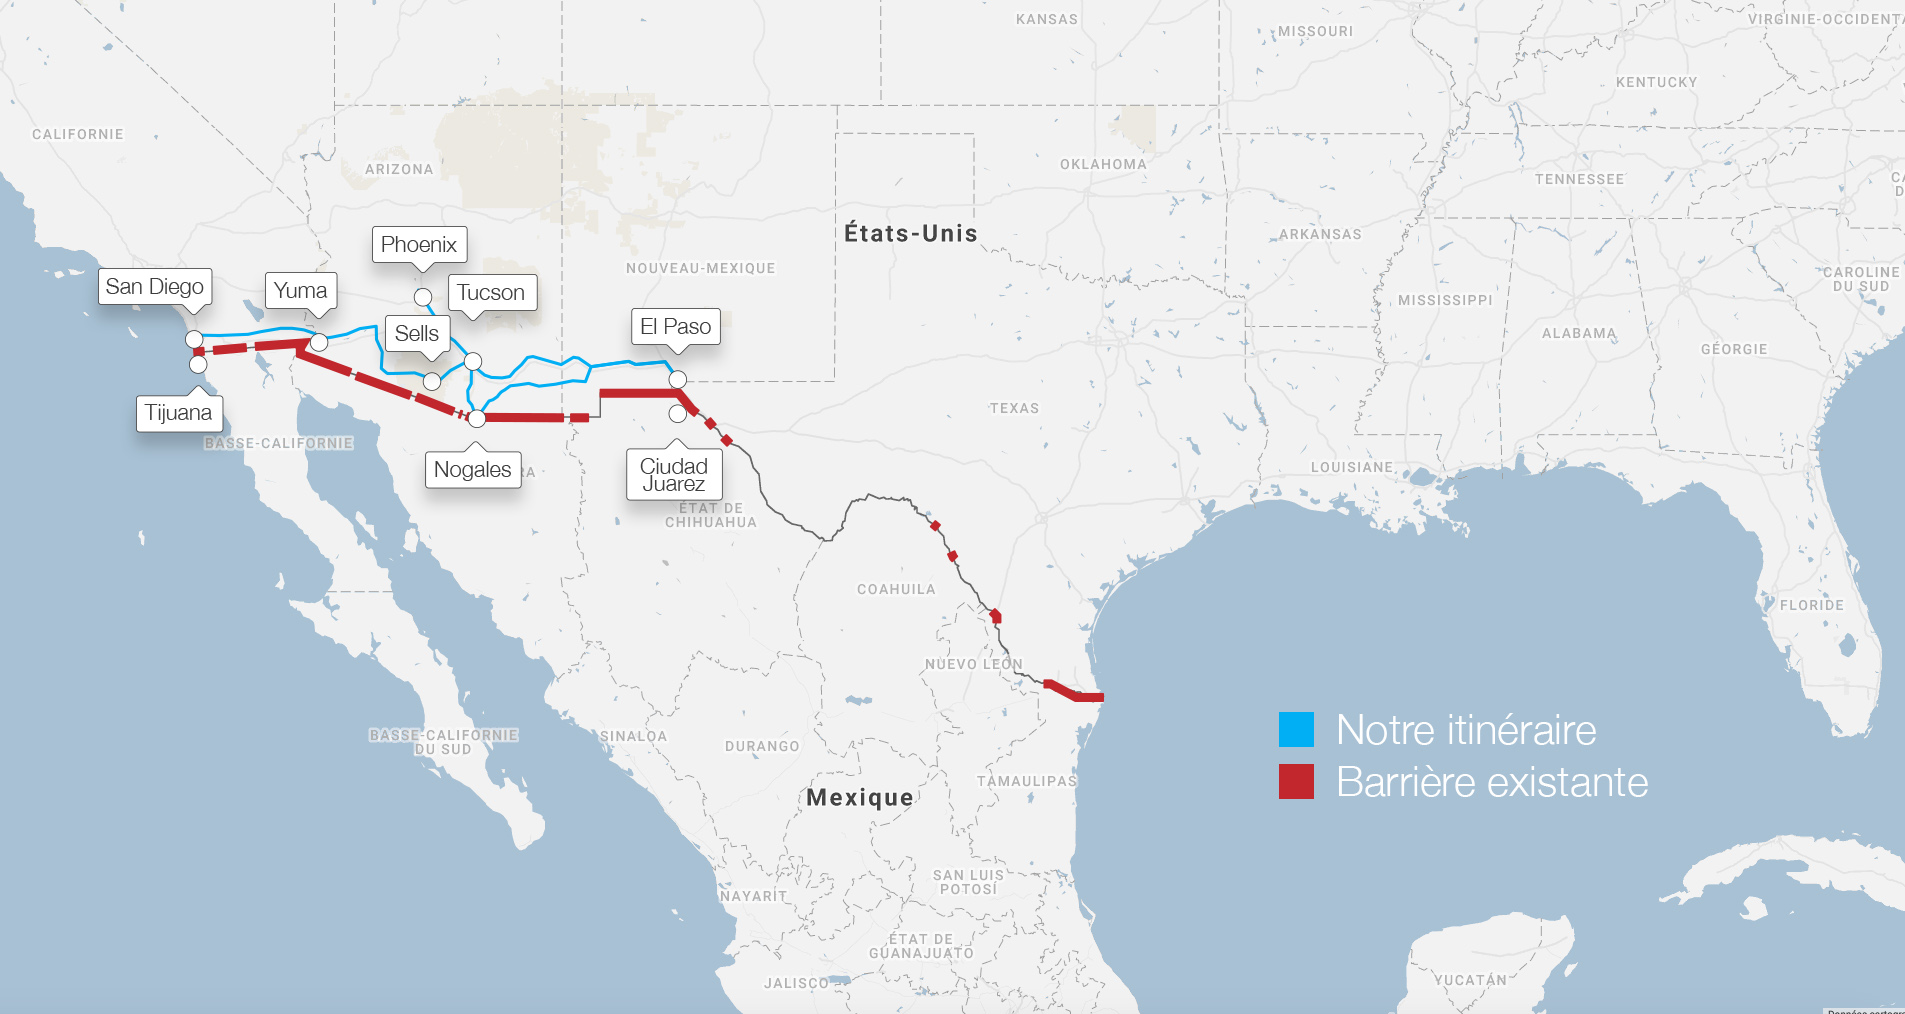 KANSAS
MISSOURI
VIRGINIE-OCCIDENTA
KENTUCKY
CALIFORNIE
ARIZONA
OKLAHOMA
TENNESSEE
États-Unis
ARKANSAS
NOUVEAU-MEXIQUE
CAROLINE
DU SUD
MISSISSIPPI
ALABAMA
GÉORGIE
Phoenix
San Diego
Yuma
Tucson
Sells
El Paso
Tijuana
BASSE-CALIFORNIE
Nogales
Ciudad
Juarez
TEXAS
LOUISIANE
ÉTAT DE
CHIHUAHUA
COAHUILA
FLORIDE
NUEVO LEÓN
BASSE-CALIFORNIE
DU SUD
SINALOA
DURANGO
Notre itinéraire
Barrière existante
TAMAULIPAS
Mexique
SAN LUIS
POTOSÍ
NAYARIT
ÉTAT DE
GUANAJUATO
JALISCO
YUCATÁN